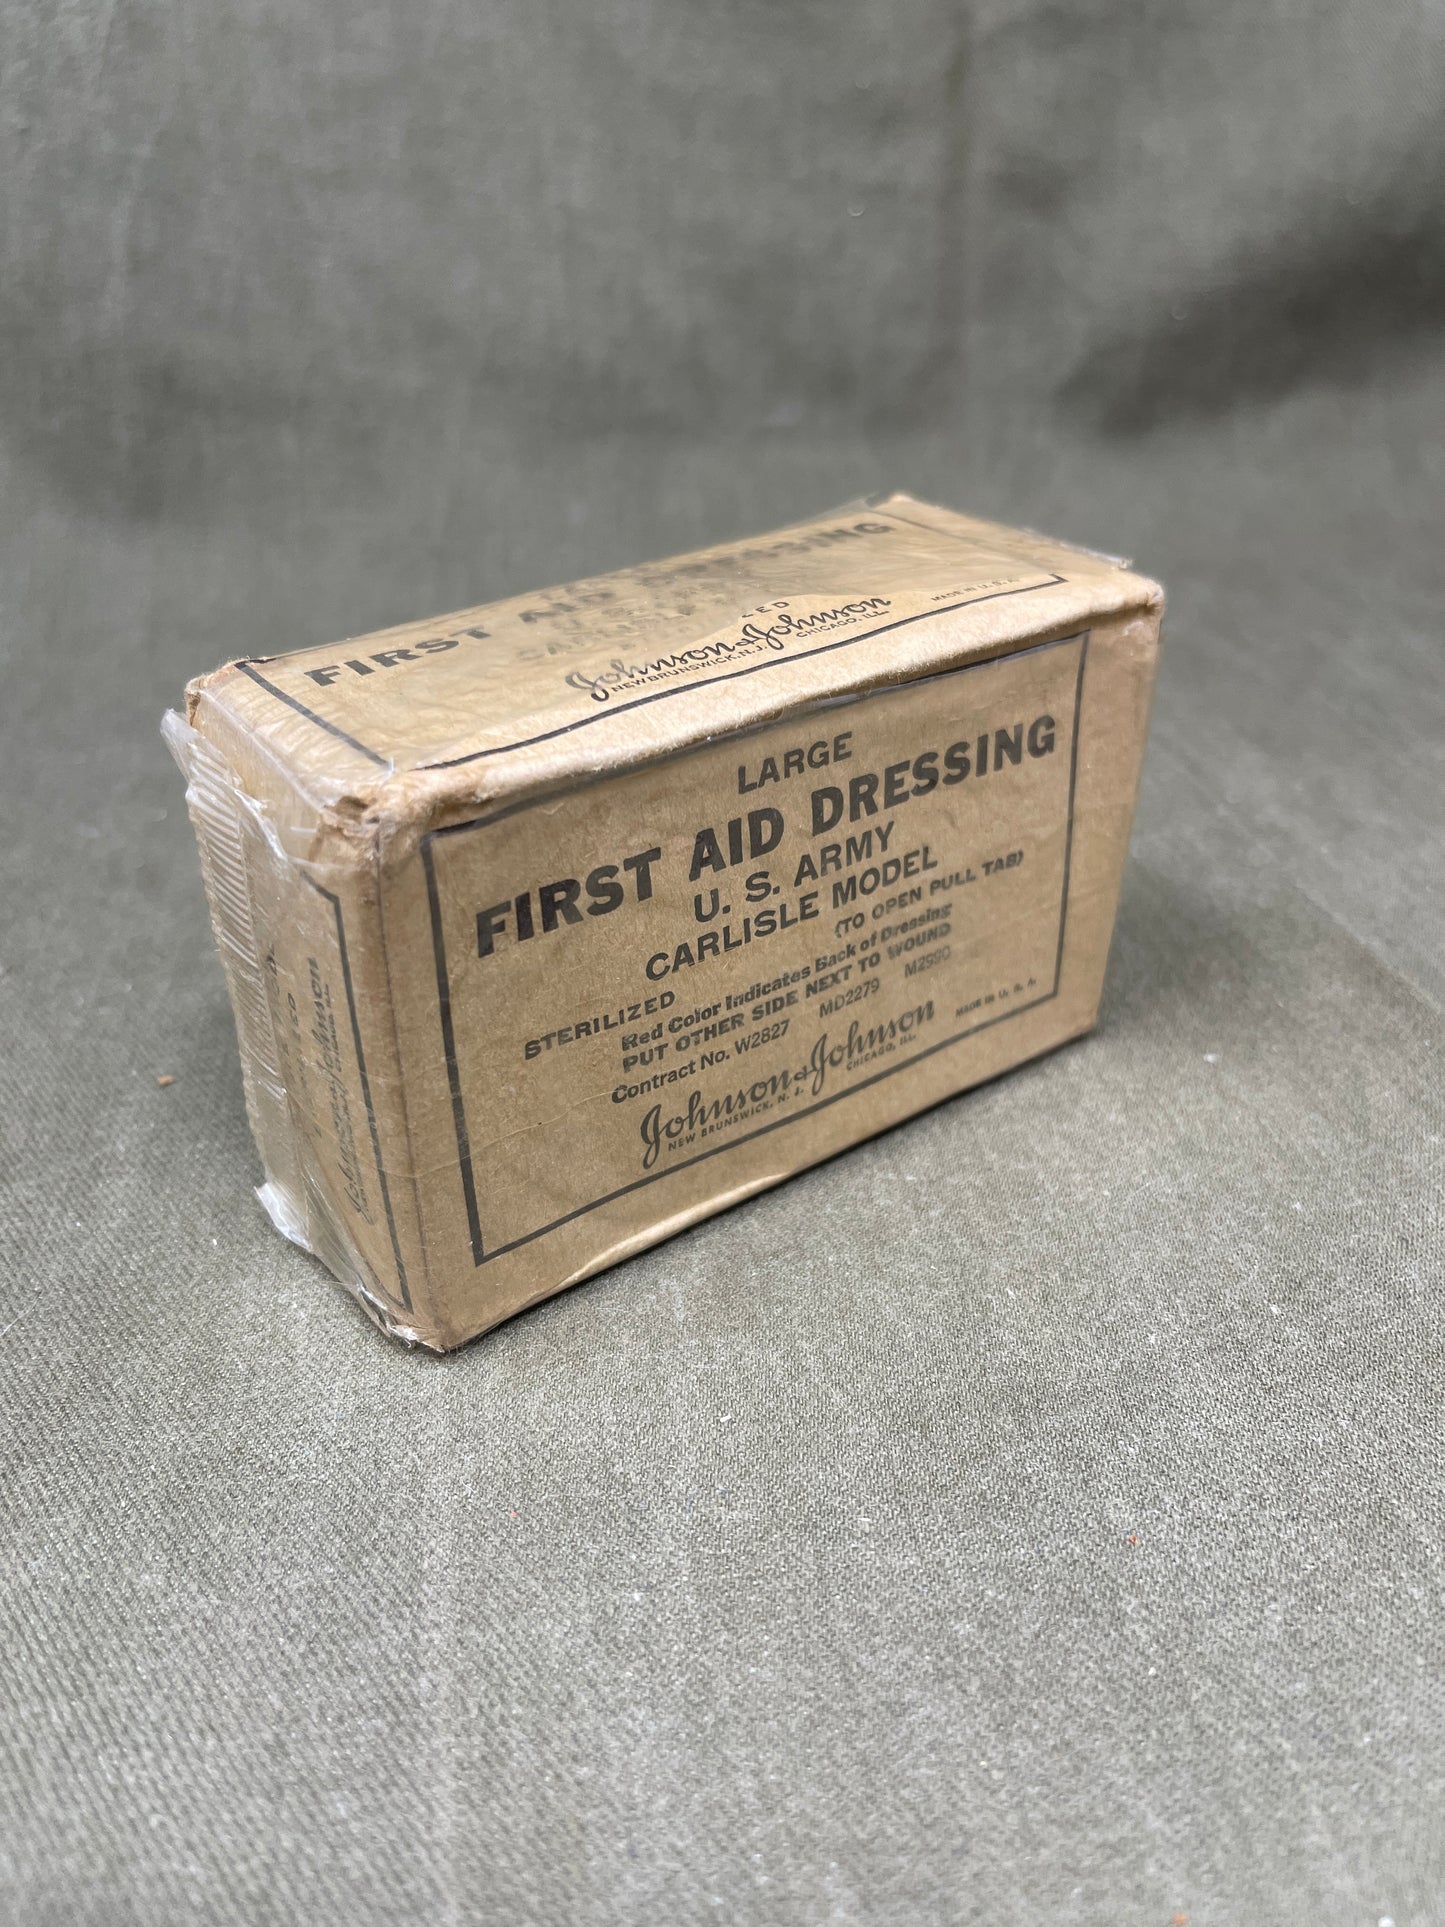 FIRST AID DRESSING
Johnson & Johnson
NEW BRUNSWICK, N. J. CHICAGO, ILL.
MADE IN U. S. A.
LARGE
FIRST AID DRESSING
U. S. ARMY
CARLISLE MODEL
STERILIZED (TO OPEN PULL TAB)
Red Color Indicates Back of Dressing
PUT OTHER SIDE NEXT TO WOUND
Contract No. W2827 MD2279 M2990
Johnson & Johnson
NEW BRUNSWICK, N. J. CHICAGO, ILL. MADE IN U. S. A.
Johnson & Johnson